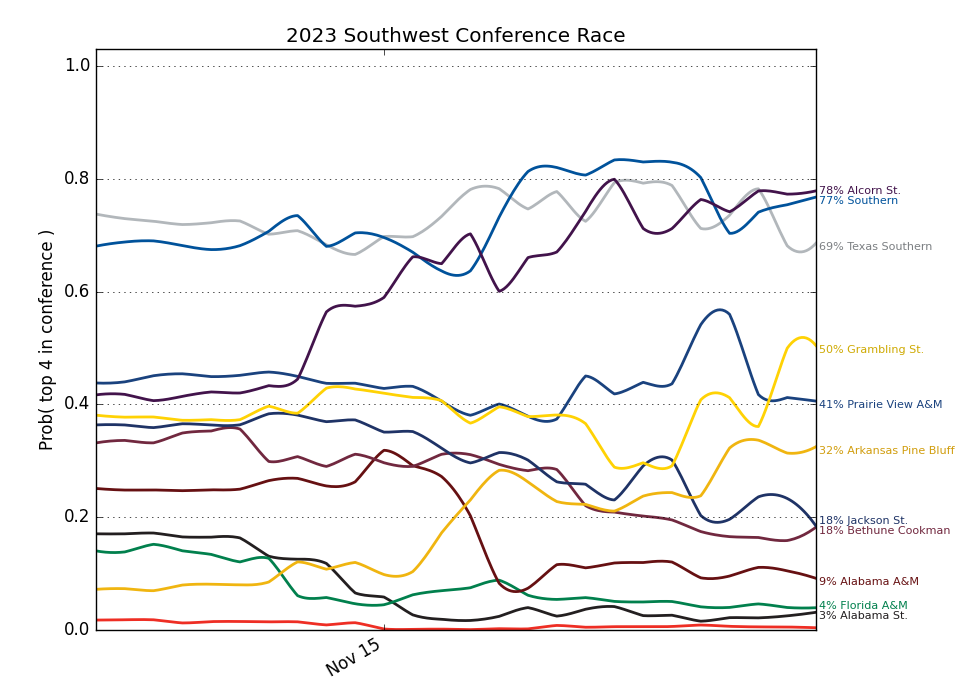 2023 Southwest Conference Race
Prob( top 4 in conference )
1.0
0.8
0.6
0.4
0.2
0.0
Nov 15
78% Alcorn St.
77% Southern
69% Texas Southern
50% Grambling St.
41% Prairie View A&M
32% Arkansas Pine Bluff
18% Jackson St.
18% Bethune Cookman
9% Alabama A&M
4% Florida A&M
3% Alabama St.